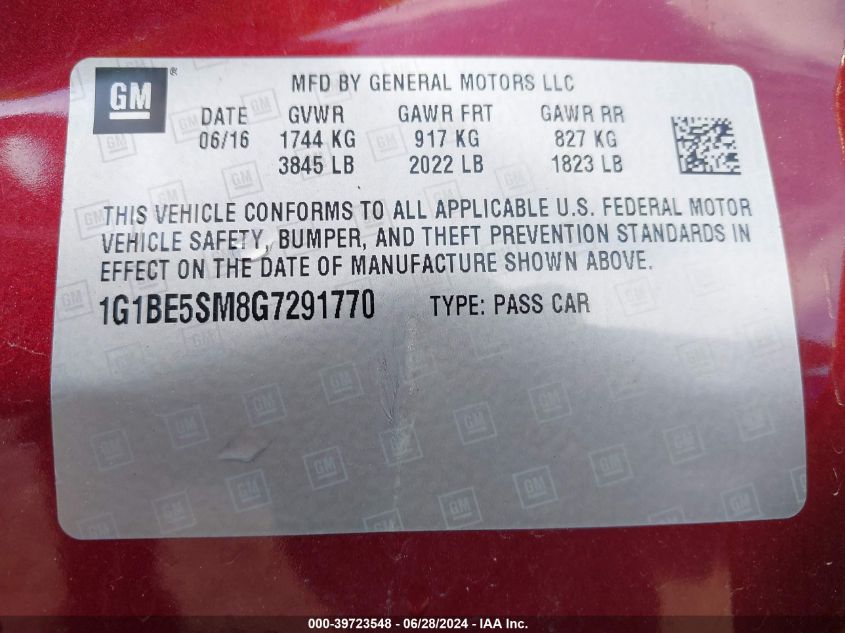 GM®
MFD BY GENERAL MOTORS LLC
DATE GVWR GAWR FRT GAWR RR
06/16 1744 KG 917 KG 827 KG
3845 LB 2022 LB 1823 LB
THIS VEHICLE CONFORMS TO ALL APPLICABLE U.S. FEDERAL MOTOR
VEHICLE SAFETY, BUMPER, AND THEFT PREVENTION STANDARDS IN
EFFECT ON THE DATE OF MANUFACTURE SHOWN ABOVE.
1G1BE5SM8G7291770 TYPE: PASS CAR
000-39723548 - 06/28/2024 - IAA Inc.